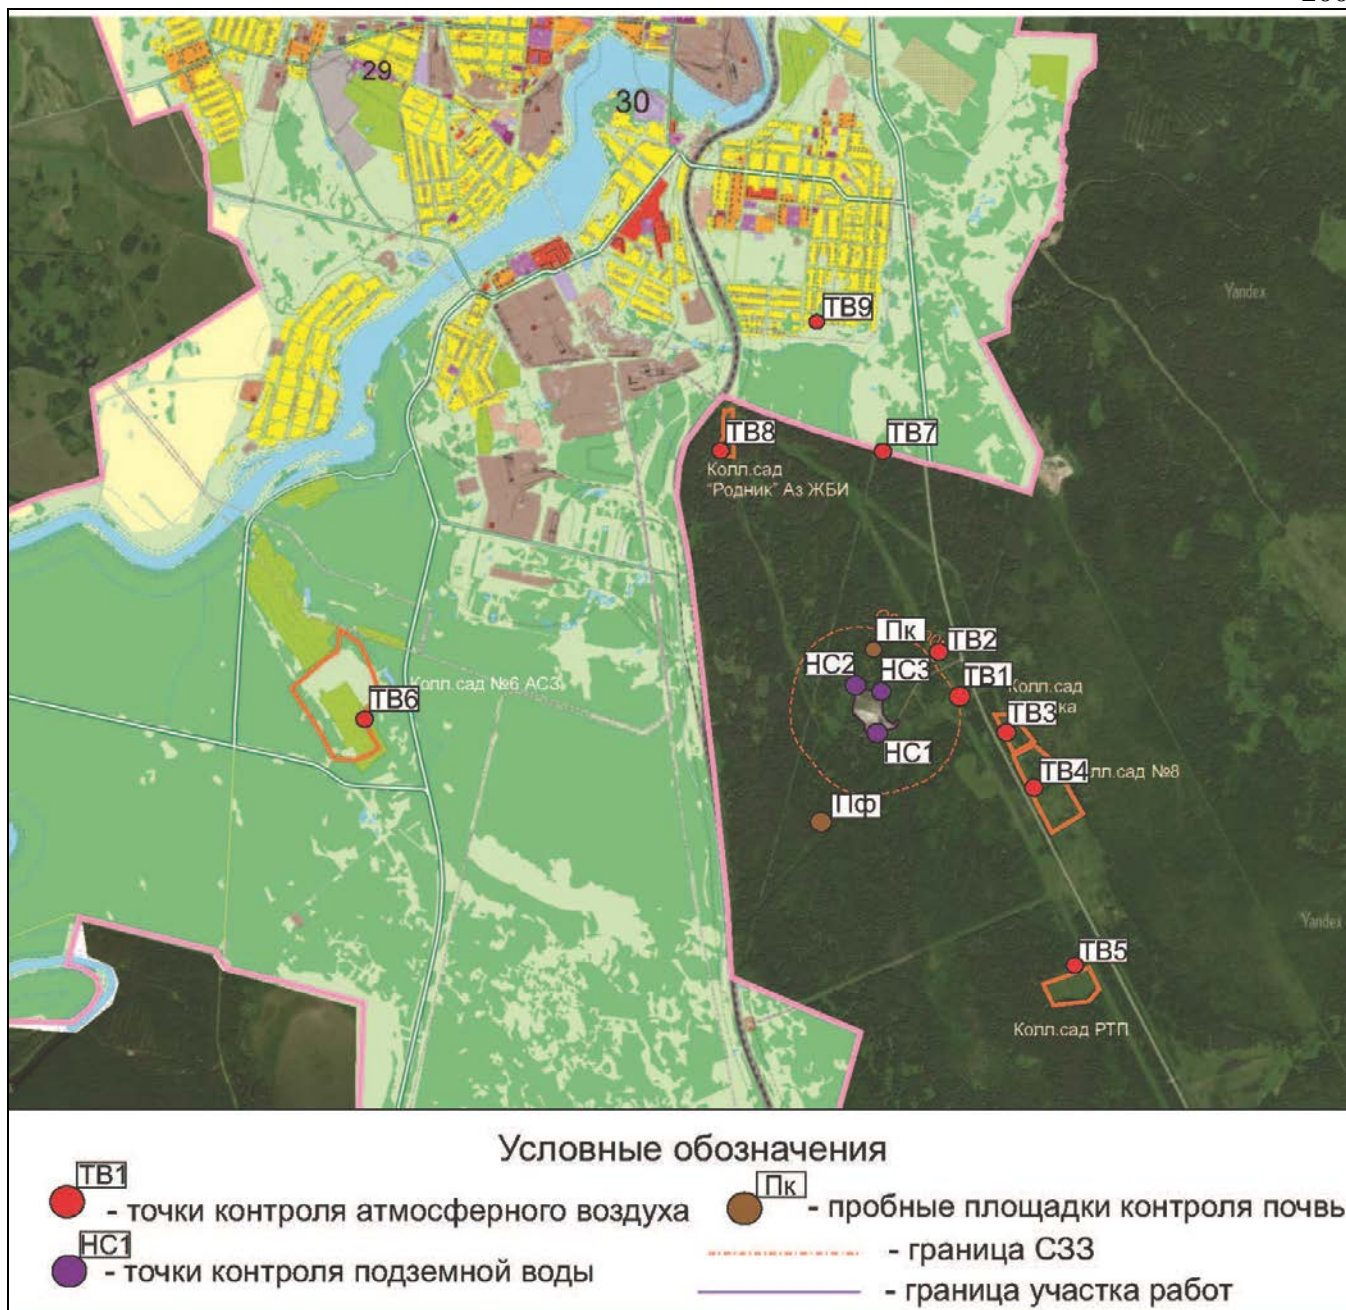 29
30
Yandex
ТВ9
ТВ8
ТВ7
Колл.сад
"Родник" Аз ЖБИ
Пк
ТВ2
НС2
НС3
ТВ1
Колл.сад
ТВ3
ка
Колл.сад №6 АСЗ
ТВ6
НС1
ТВ4
лл.сад №8
Пф
Yandex
ТВ5
Колл.сад РТП
Условные обозначения
ТВ1
- точки контроля атмосферного воздуха
Пк
- пробные площадки контроля почвы
НС1
- точки контроля подземной воды
- граница СЗЗ
- граница участка работ